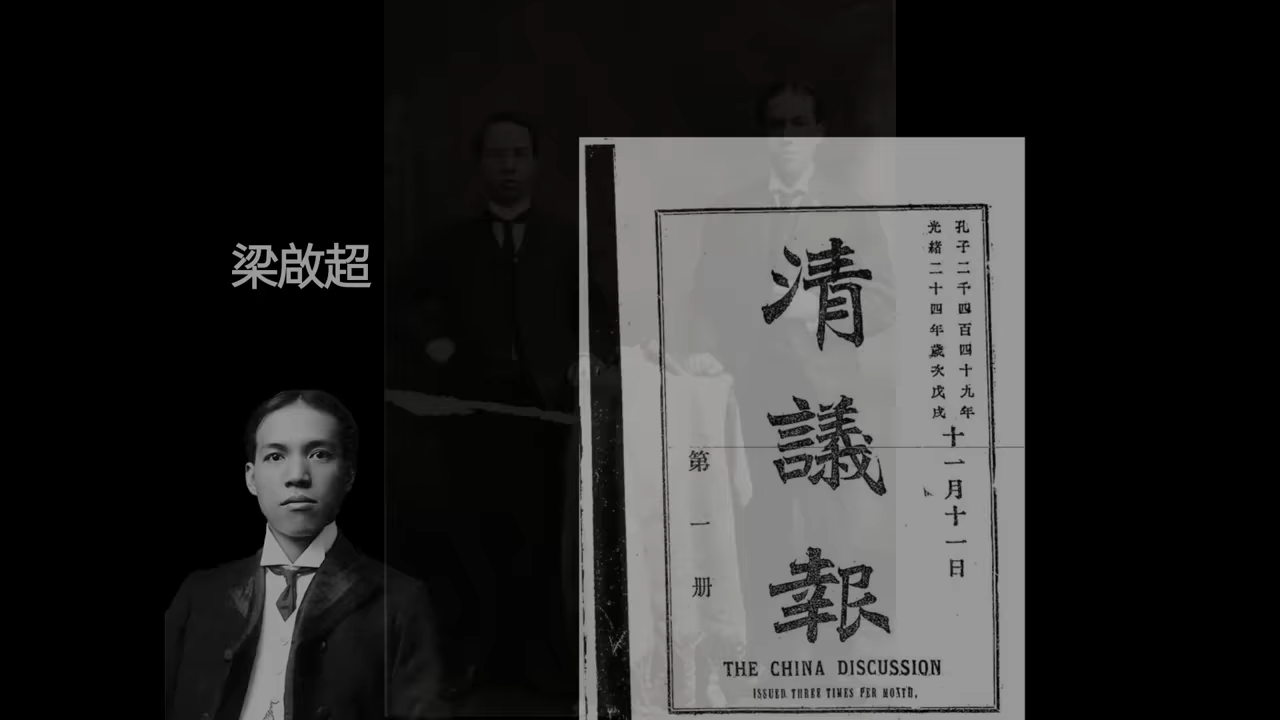 梁啟超
孔子二千四百四十九年
光緒二十四年歲次戊戌
十一月十一日
清議報
第一册
THE CHINA DISCUSSION
ISSUED THREE TIMES PER MONTH,